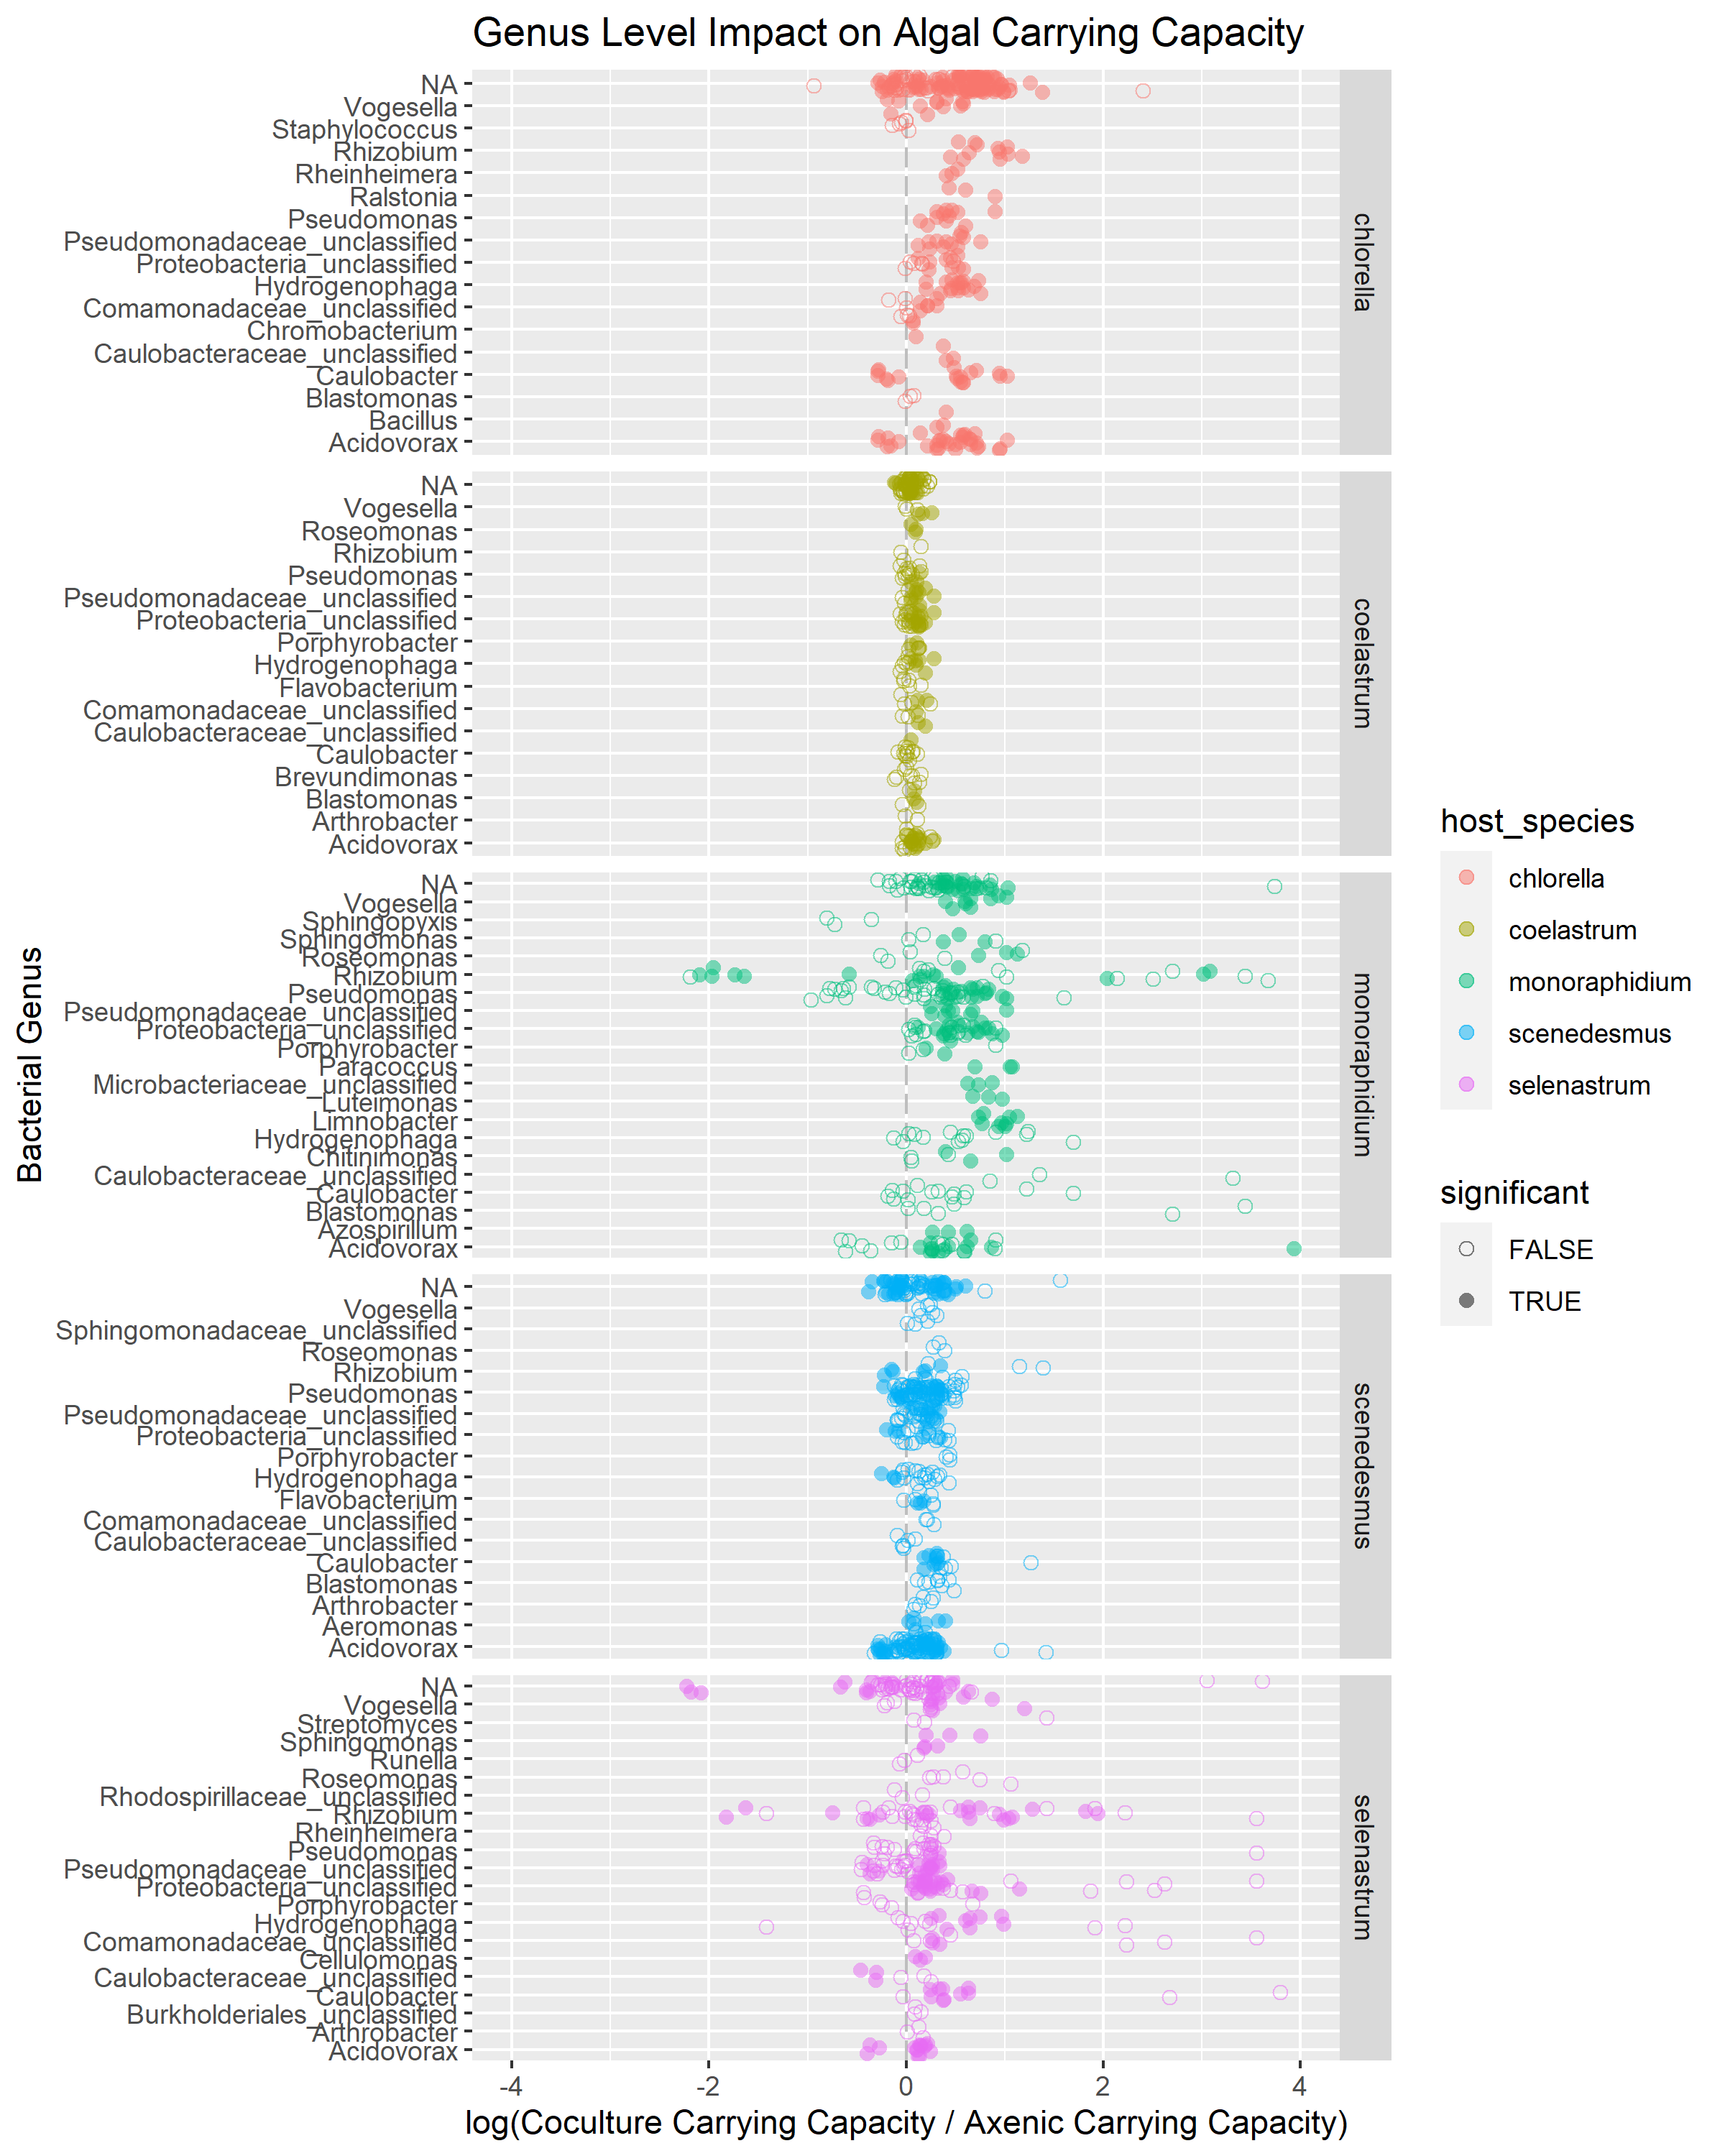 Genus Level Impact on Algal Carrying Capacity
Bacterial Genus
NA
Vogesella
Staphylococcus
Rhizobium
Rheinheimera
Ralstonia
Pseudomonas
Pseudomonadaceae_unclassified
Proteobacteria_unclassified
Hydrogenophaga
Comamonadaceae_unclassified
Chromobacterium
Caulobacteraceae_unclassified
Caulobacter
Blastomonas
Bacillus
Acidovorax
chlorella
NA
Vogesella
Roseomonas
Rhizobium
Pseudomonas
Pseudomonadaceae_unclassified
Proteobacteria_unclassified
Porphyrobacter
Hydrogenophaga
Flavobacterium
Comamonadaceae_unclassified
Caulobacteraceae_unclassified
Caulobacter
Brevundimonas
Blastomonas
Arthrobacter
Acidovorax
coelastrum
NA
Vogesella
Sphingopyxis
Sphingomonas
Roseomonas
Rhizobium
Pseudomonas
Pseudomonadaceae_unclassified
Proteobacteria_unclassified
Porphyrobacter
Paracoccus
Microbacteriaceae_unclassified
Luteimonas
Limnobacter
Hydrogenophaga
Chitinimonas
Caulobacteraceae_unclassified
Caulobacter
Blastomonas
Azospirillum
Acidovorax
monoraphidium
NA
Vogesella
Sphingomonadaceae_unclassified
Roseomonas
Rhizobium
Pseudomonas
Pseudomonadaceae_unclassified
Proteobacteria_unclassified
Porphyrobacter
Hydrogenophaga
Flavobacterium
Comamonadaceae_unclassified
Caulobacteraceae_unclassified
Caulobacter
Blastomonas
Arthrobacter
Aeromonas
Acidovorax
scenedesmus
NA
Vogesella
Streptomyces
Sphingomonas
Runella
Roseomonas
Rhodospirillaceae_unclassified
Rhizobium
Rheinheimera
Pseudomonas
Pseudomonadaceae_unclassified
Proteobacteria_unclassified
Porphyrobacter
Hydrogenophaga
Comamonadaceae_unclassified
Cellulomonas
Caulobacteraceae_unclassified
Caulobacter
Burkholderiales_unclassified
Arthrobacter
Acidovorax
selenastrum
-4 -2 0 2 4
log(Coculture Carrying Capacity / Axenic Carrying Capacity)
host_species
chlorella
coelastrum
monoraphidium
scenedesmus
selenastrum
significant
FALSE
TRUE